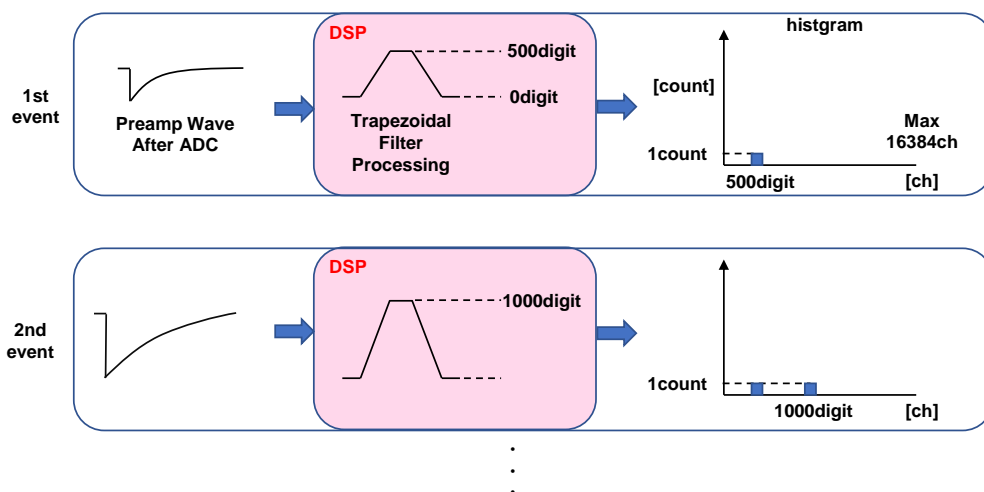 DSP
histgram
500digit
[count]
1st
event
0digit
Preamp Wave
After ADC
Trapezoidal
Filter
Processing
Max
16384ch
1count
500digit
[ch]
DSP
1000digit
2nd
event
1count
1000digit
[ch]